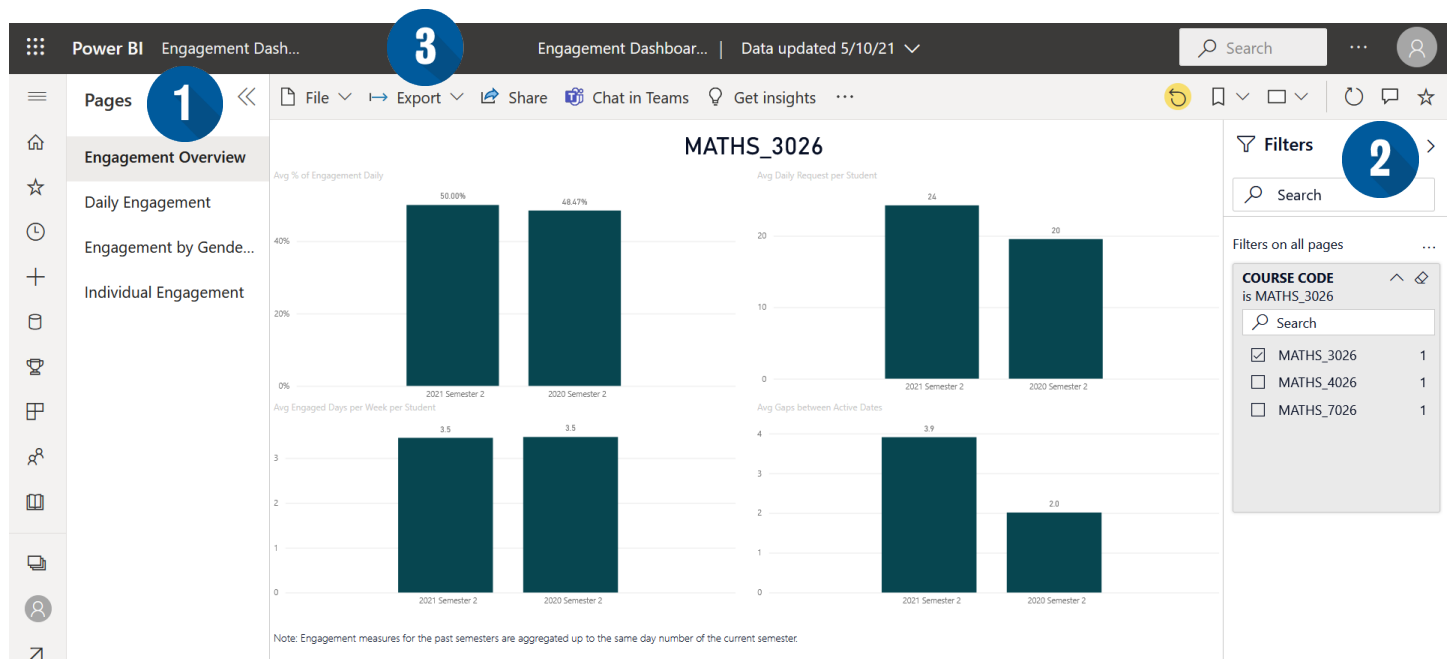 3
Power BI Engagement Dash... Engagement Dashboar... | Data updated 5/10/21 Search ...
Pages 1
File Export Share Chat in Teams Get insights ...
Engagement Overview
Daily Engagement
Engagement by Gende...
Individual Engagement
MATHS_3026
Avg % of Engagement Daily
50.00%
48.47%
40%
20%
0%
2021 Semester 2 2020 Semester 2
Avg Daily Request per Student
24
20
20
10
0
2021 Semester 2 2020 Semester 2
Avg Engaged Days per Week per Student
3.5 3.5
3
2
1
0
2021 Semester 2 2020 Semester 2
Avg Gaps between Active Dates
3.9
2.0
4
3
2
1
0
2021 Semester 2 2020 Semester 2
Note: Engagement measures for the past semesters are aggregated up to the same day number of the current semester.
Filters 2
Search
Filters on all pages ...
COURSE CODE
is MATHS_3026
Search
MATHS_3026 1
MATHS_4026 1
MATHS_7026 1